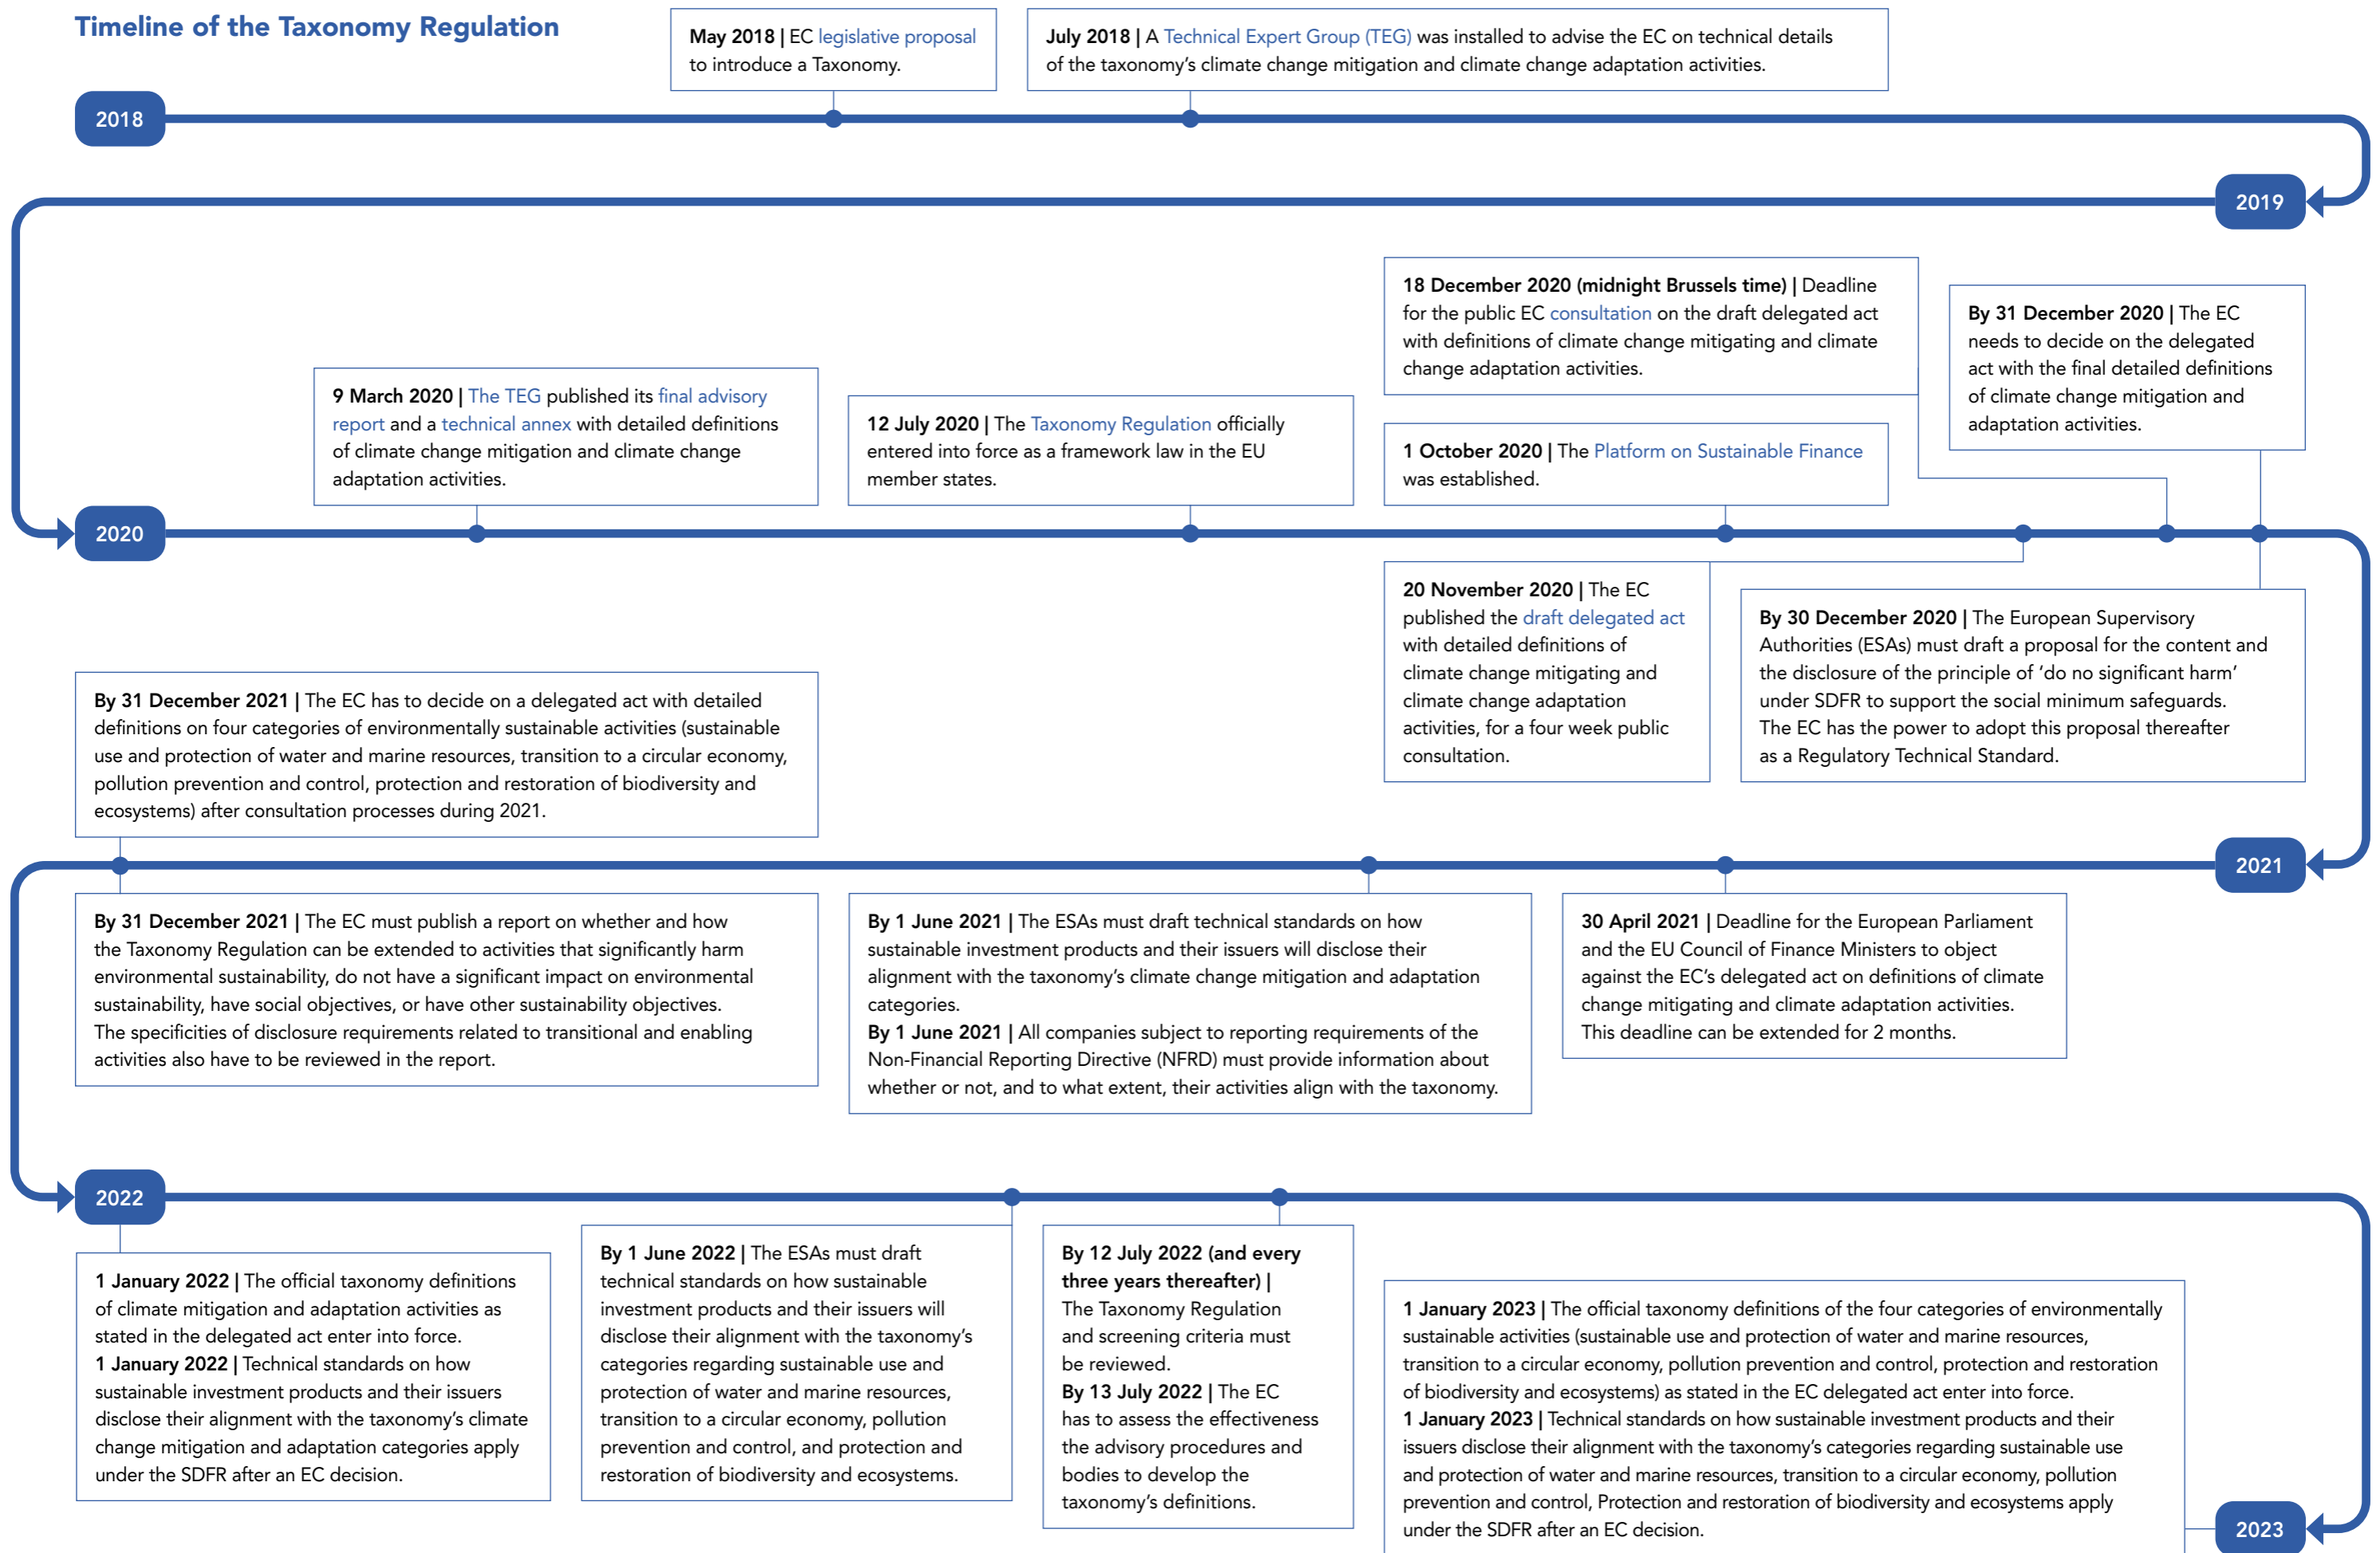 Timeline of the Taxonomy Regulation
May 2018 | EC legislative proposal
to introduce a Taxonomy.
July 2018 | A Technical Expert Group (TEG) was installed to advise the EC on technical details
of the taxonomy's climate change mitigation and climate change adaptation activities.
2018
2019
9 March 2020 | The TEG published its final advisory
report and a technical annex with detailed definitions
of climate change mitigation and climate change
adaptation activities.
12 July 2020 | The Taxonomy Regulation officially
entered into force as a framework law in the EU
member states.
18 December 2020 (midnight Brussels time) | Deadline
for the public EC consultation on the draft delegated act
with definitions of climate change mitigating and climate
change adaptation activities.
1 October 2020 | The Platform on Sustainable Finance
was established.
By 31 December 2020 | The EC
needs to decide on the delegated
act with the final detailed definitions
of climate change mitigation and
adaptation activities.
2020
20 November 2020 | The EC
published the draft delegated act
with detailed definitions of
climate change mitigating and
climate change adaptation
activities, for a four week public
consultation.
By 30 December 2020 | The European Supervisory
Authorities (ESAs) must draft a proposal for the content and
the disclosure of the principle of ‘do no significant harm’
under SDFR to support the social minimum safeguards.
The EC has the power to adopt this proposal thereafter
as a Regulatory Technical Standard.
By 31 December 2021 | The EC has to decide on a delegated act with detailed
definitions on four categories of environmentally sustainable activities (sustainable
use and protection of water and marine resources, transition to a circular economy,
pollution prevention and control, protection and restoration of biodiversity and
ecosystems) after consultation processes during 2021.
2021
By 31 December 2021 | The EC must publish a report on whether and how
the Taxonomy Regulation can be extended to activities that significantly harm
environmental sustainability, do not have a significant impact on environmental
sustainability, have social objectives, or have other sustainability objectives.
The specificities of disclosure requirements related to transitional and enabling
activities also have to be reviewed in the report.
By 1 June 2021 | The ESAs must draft technical standards on how
sustainable investment products and their issuers will disclose their
alignment with the taxonomy's climate change mitigation and adaptation
categories.
By 1 June 2021 | All companies subject to reporting requirements of the
Non-Financial Reporting Directive (NFRD) must provide information about
whether or not, and to what extent, their activities align with the taxonomy.
30 April 2021 | Deadline for the European Parliament
and the EU Council of Finance Ministers to object
against the EC's delegated act on definitions of climate
change mitigating and climate adaptation activities.
This deadline can be extended for 2 months.
2022
1 January 2022 | The official taxonomy definitions
of climate mitigation and adaptation activities as
stated in the delegated act enter into force.
1 January 2022 | Technical standards on how
sustainable investment products and their issuers
disclose their alignment with the taxonomy's climate
change mitigation and adaptation categories apply
under the SDFR after an EC decision.
By 1 June 2022 | The ESAs must draft
technical standards on how sustainable
investment products and their issuers will
disclose their alignment with the taxonomy's
categories regarding sustainable use and
protection of water and marine resources,
transition to a circular economy, pollution
prevention and control, and protection and
restoration of biodiversity and ecosystems.
By 12 July 2022 (and every
three years thereafter) |
The Taxonomy Regulation
and screening criteria must
be reviewed.
By 13 July 2022 | The EC
has to assess the effectiveness
the advisory procedures and
bodies to develop the
taxonomy's definitions.
1 January 2023 | The official taxonomy definitions of the four categories of environmentally
sustainable activities (sustainable use and protection of water and marine resources,
transition to a circular economy, pollution prevention and control, protection and restoration
of biodiversity and ecosystems) as stated in the EC delegated act enter into force.
1 January 2023 | Technical standards on how sustainable investment products and their
issuers disclose their alignment with the taxonomy's categories regarding sustainable use
and protection of water and marine resources, transition to a circular economy, pollution
prevention and control, Protection and restoration of biodiversity and ecosystems apply
under the SDFR after an EC decision.
2023